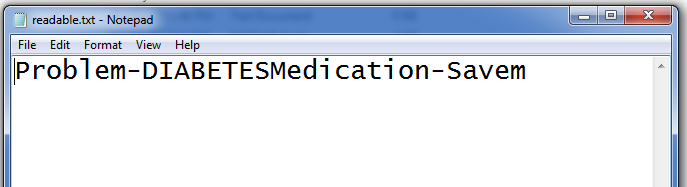 readable.txt - Notepad
File Edit Format View Help
Problem-DIABETESMedication-Savem